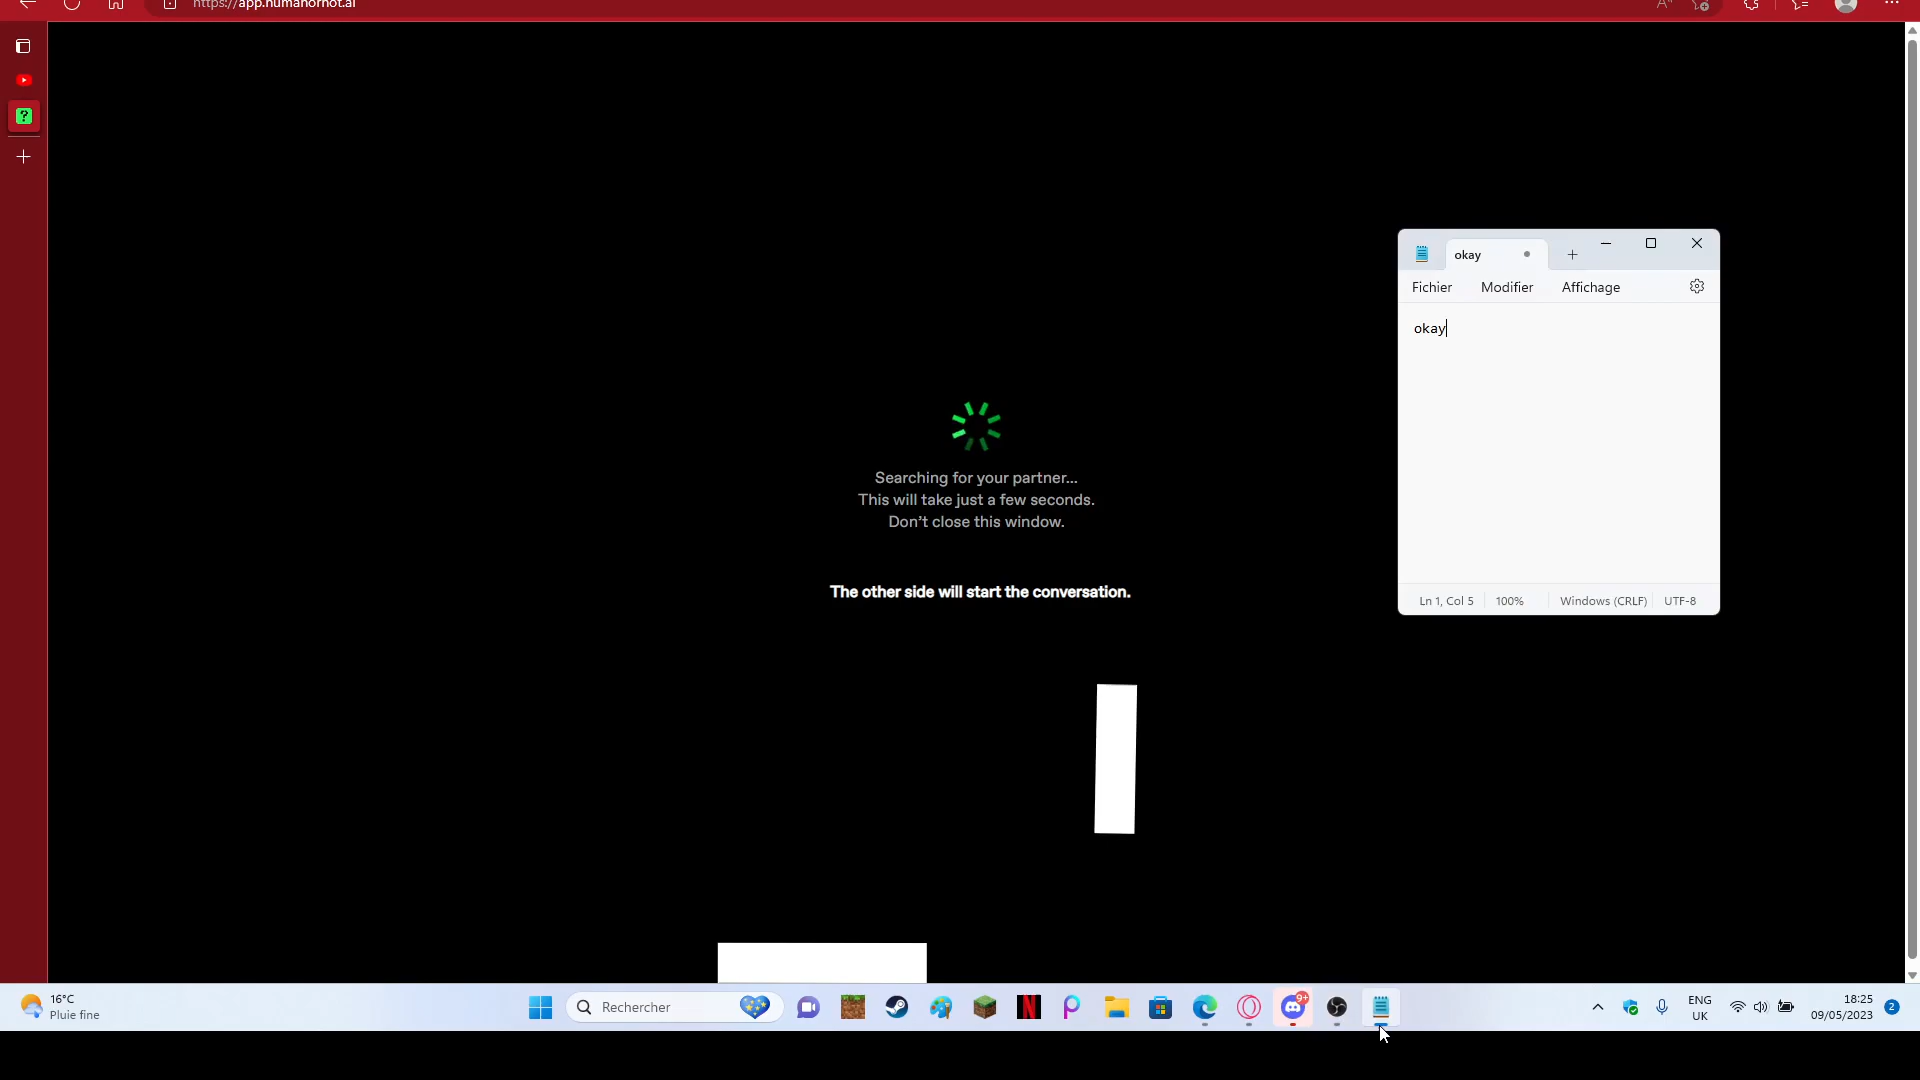 https://app.humanornot.ai
okay
Fichier Modifier Affichage
okay
Searching for your partner...
This will take just a few seconds.
Don't close this window.
The other side will start the conversation.
Ln 1, Col 5 100% Windows (CRLF) UTF-8
16°C
Pluie fine
Rechercher
9+
ENG
UK
18:25
09/05/2023
2